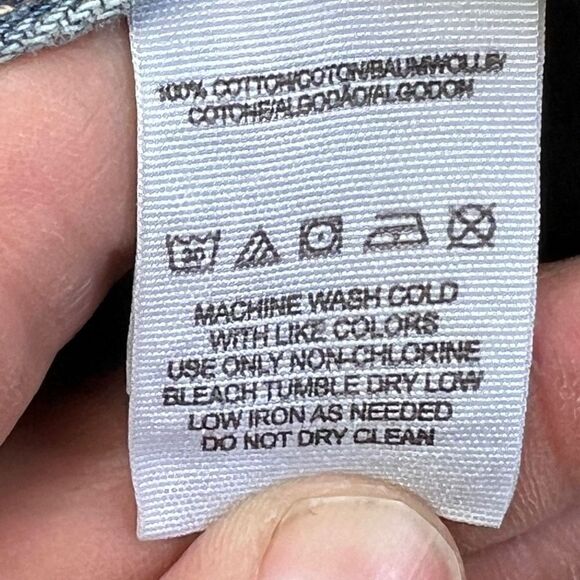 100% COTTON/COTON/BAUMWOLLE/
COTONE/ALGODÃO/ALGODON
30
MACHINE WASH COLD
WITH LIKE COLORS
USE ONLY NON-CHLORINE
BLEACH TUMBLE DRY LOW
LOW IRON AS NEEDED
DO NOT DRY CLEAN